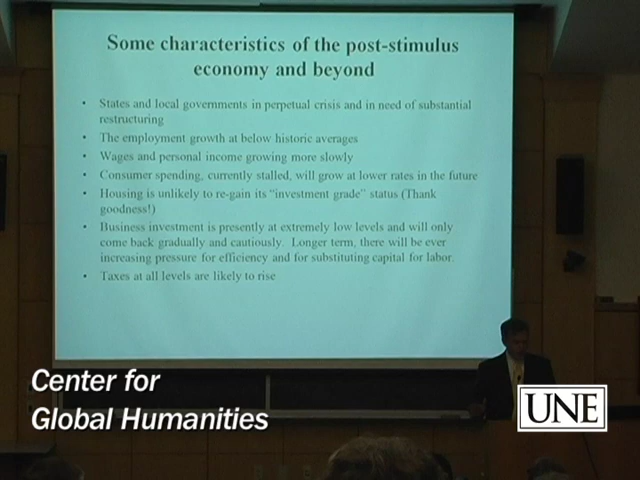 Some characteristics of the post-stimulus
economy and beyond
• States and local governments in perpetual crisis and in need of substantial
restructuring
• The employment growth at below historic averages
• Wages and personal income growing more slowly
• Consumer spending, currently stalled, will grow at lower rates in the future
• Housing is unlikely to re-gain its “investment grade” status (Thank
goodness!)
• Business investment is presently at extremely low levels and will only
come back gradually and cautiously. Longer term, there will be ever
increasing pressure for efficiency and for substituting capital for labor.
• Taxes at all levels are likely to rise
Center for
Global Humanities
UNE